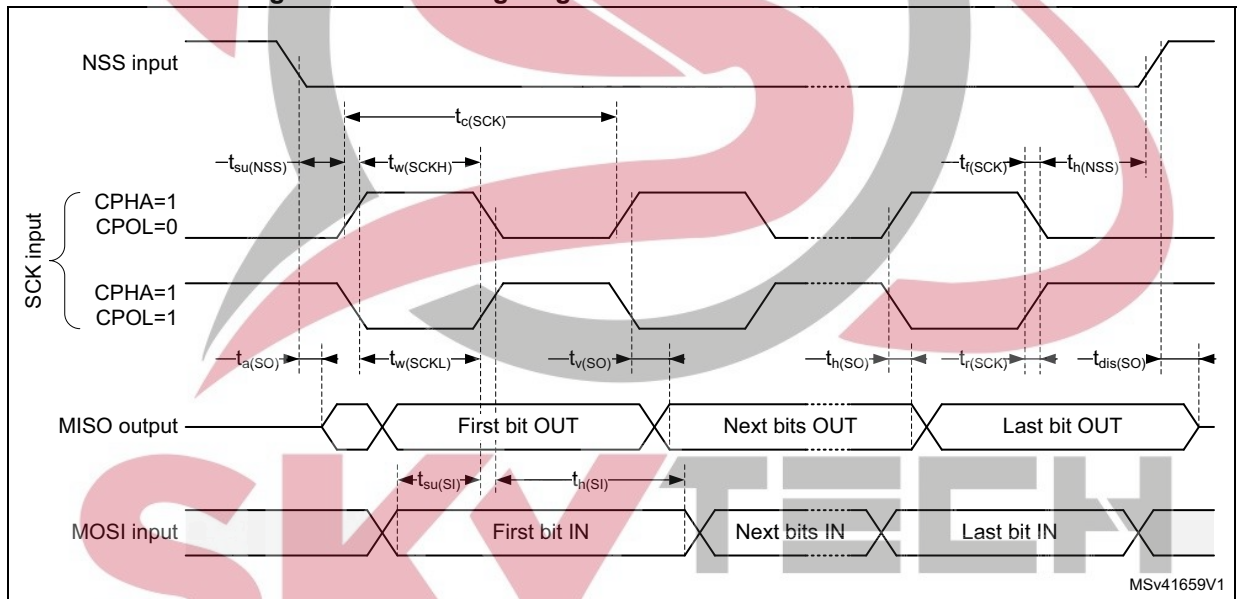 NSS input
tc(SCK)
tsu(NSS)
tw(SCKH)
tf(SCK)
th(NSS)
SCK input
CPHA=1
CPOL=0
CPHA=1
CPOL=1
ta(SO)
tw(SCKL)
tv(SO)
th(SO)
tr(SCK)
tdis(SO)
MISO output
First bit OUT
Next bits OUT
Last bit OUT
tsu(SI)
th(SI)
MOSI input
First bit IN
Next bits IN
Last bit IN
SKYTECH
MSv41659V1